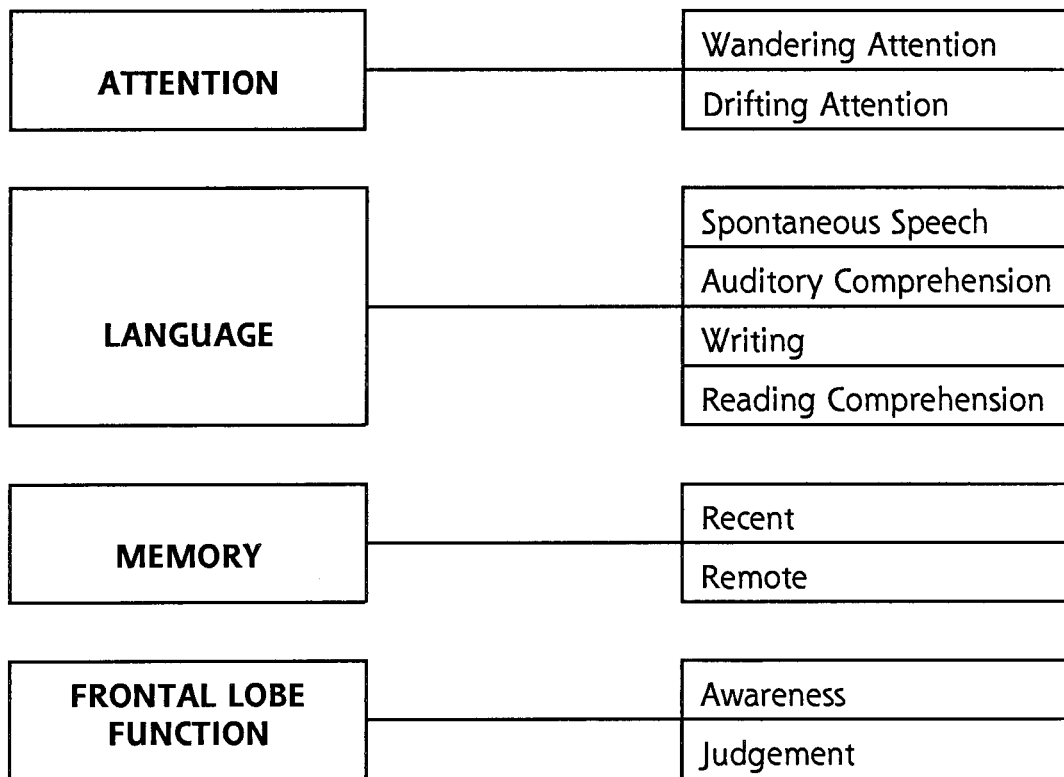 ATTENTION
Wandering Attention
Drifting Attention
LANGUAGE
Spontaneous Speech
Auditory Comprehension
Writing
Reading Comprehension
MEMORY
Recent
Remote
FRONTAL LOBE
FUNCTION
Awareness
Judgement